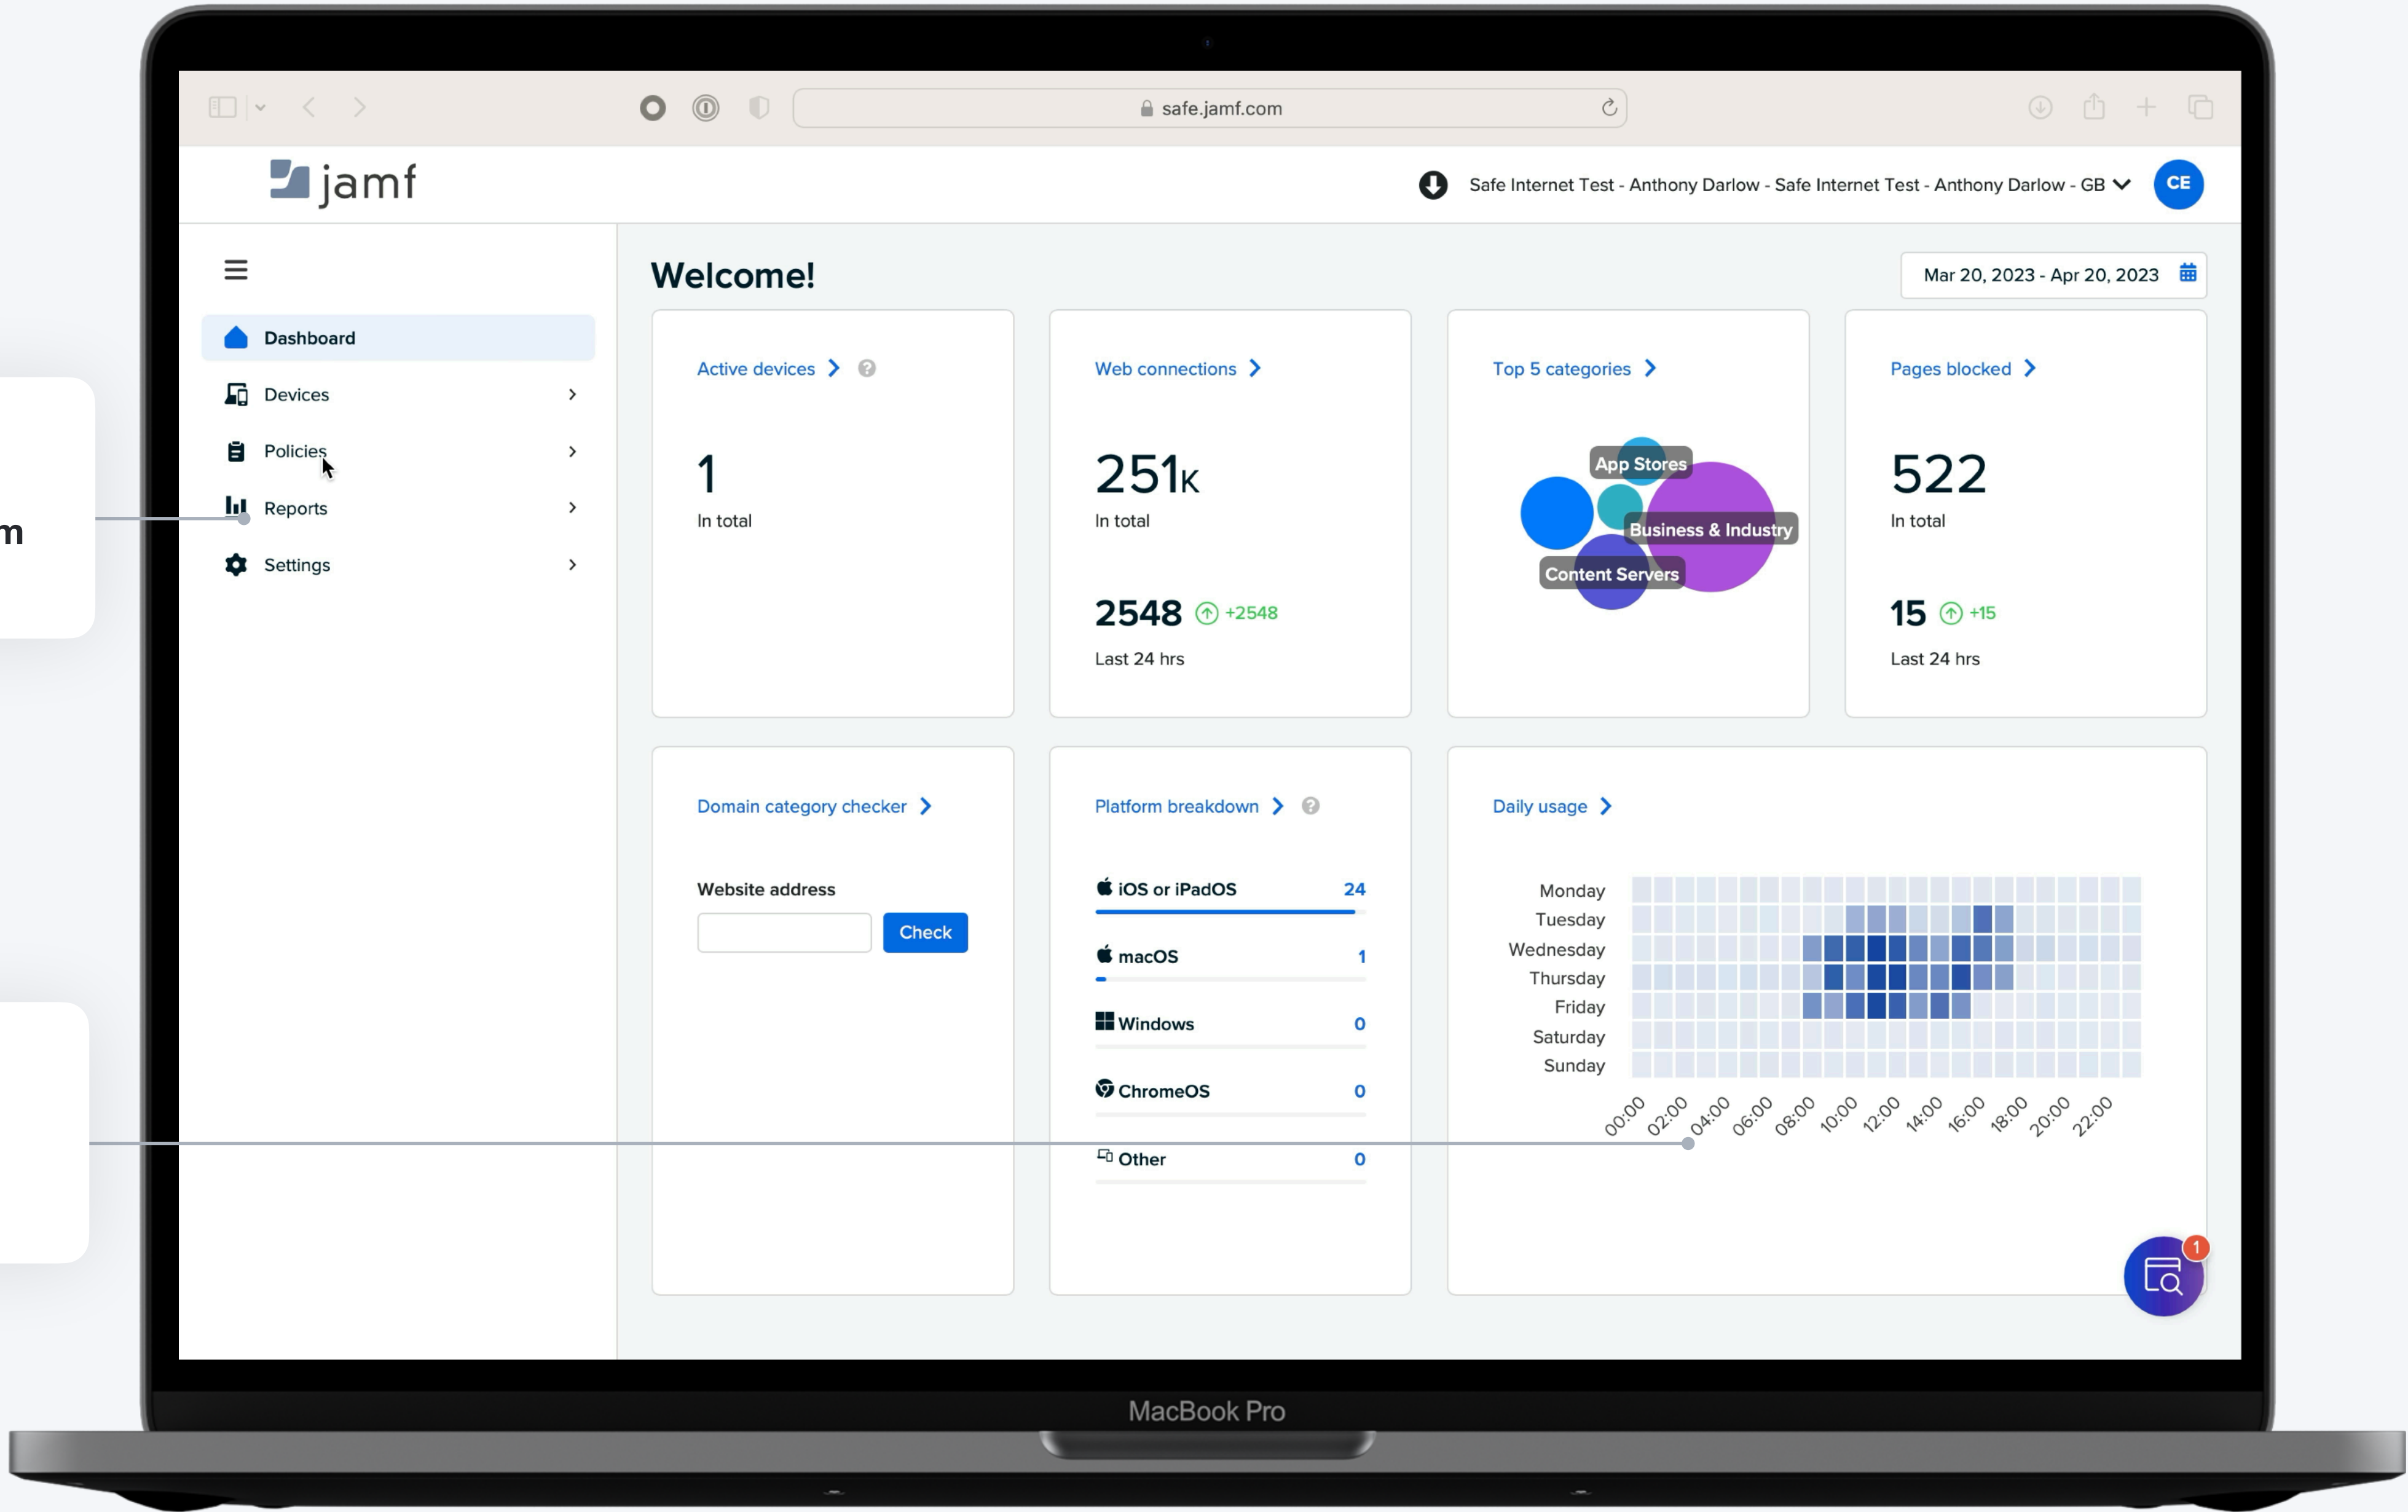 safe.jamf.com
jamf
Safe Internet Test - Anthony Darlow - Safe Internet Test - Anthony Darlow - GB
CE
Welcome!
Mar 20, 2023 - Apr 20, 2023
Dashboard
Devices
Policies
Reports
Settings
m
Active devices
?
1
In total
Web connections
251K
In total
2548 +2548
Last 24 hrs
Top 5 categories
App Stores
Business & Industry
Content Servers
Pages blocked
522
In total
15 +15
Last 24 hrs
Domain category checker
Website address
Check
Platform breakdown
?
iOS or iPadOS 24
macOS 1
Windows 0
ChromeOS 0
Other 0
Daily usage
Monday
Tuesday
Wednesday
Thursday
Friday
Saturday
Sunday
00:00 02:00 04:00 06:00 08:00 10:00 12:00 14:00 16:00 18:00 20:00 22:00
1
MacBook Pro